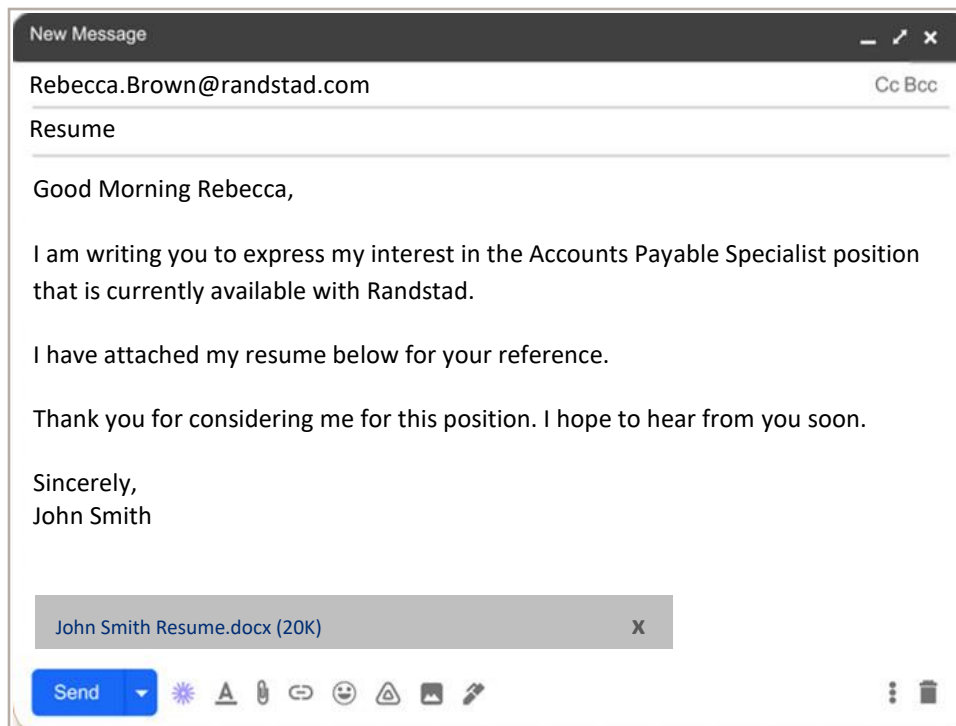 New Message
Rebecca.Brown@randstad.com
Cc Bcc
Resume
Good Morning Rebecca,
I am writing you to express my interest in the Accounts Payable Specialist position
that is currently available with Randstad.
I have attached my resume below for your reference.
Thank you for considering me for this position. I hope to hear from you soon.
Sincerely,
John Smith
John Smith Resume.docx (20K) X
Send